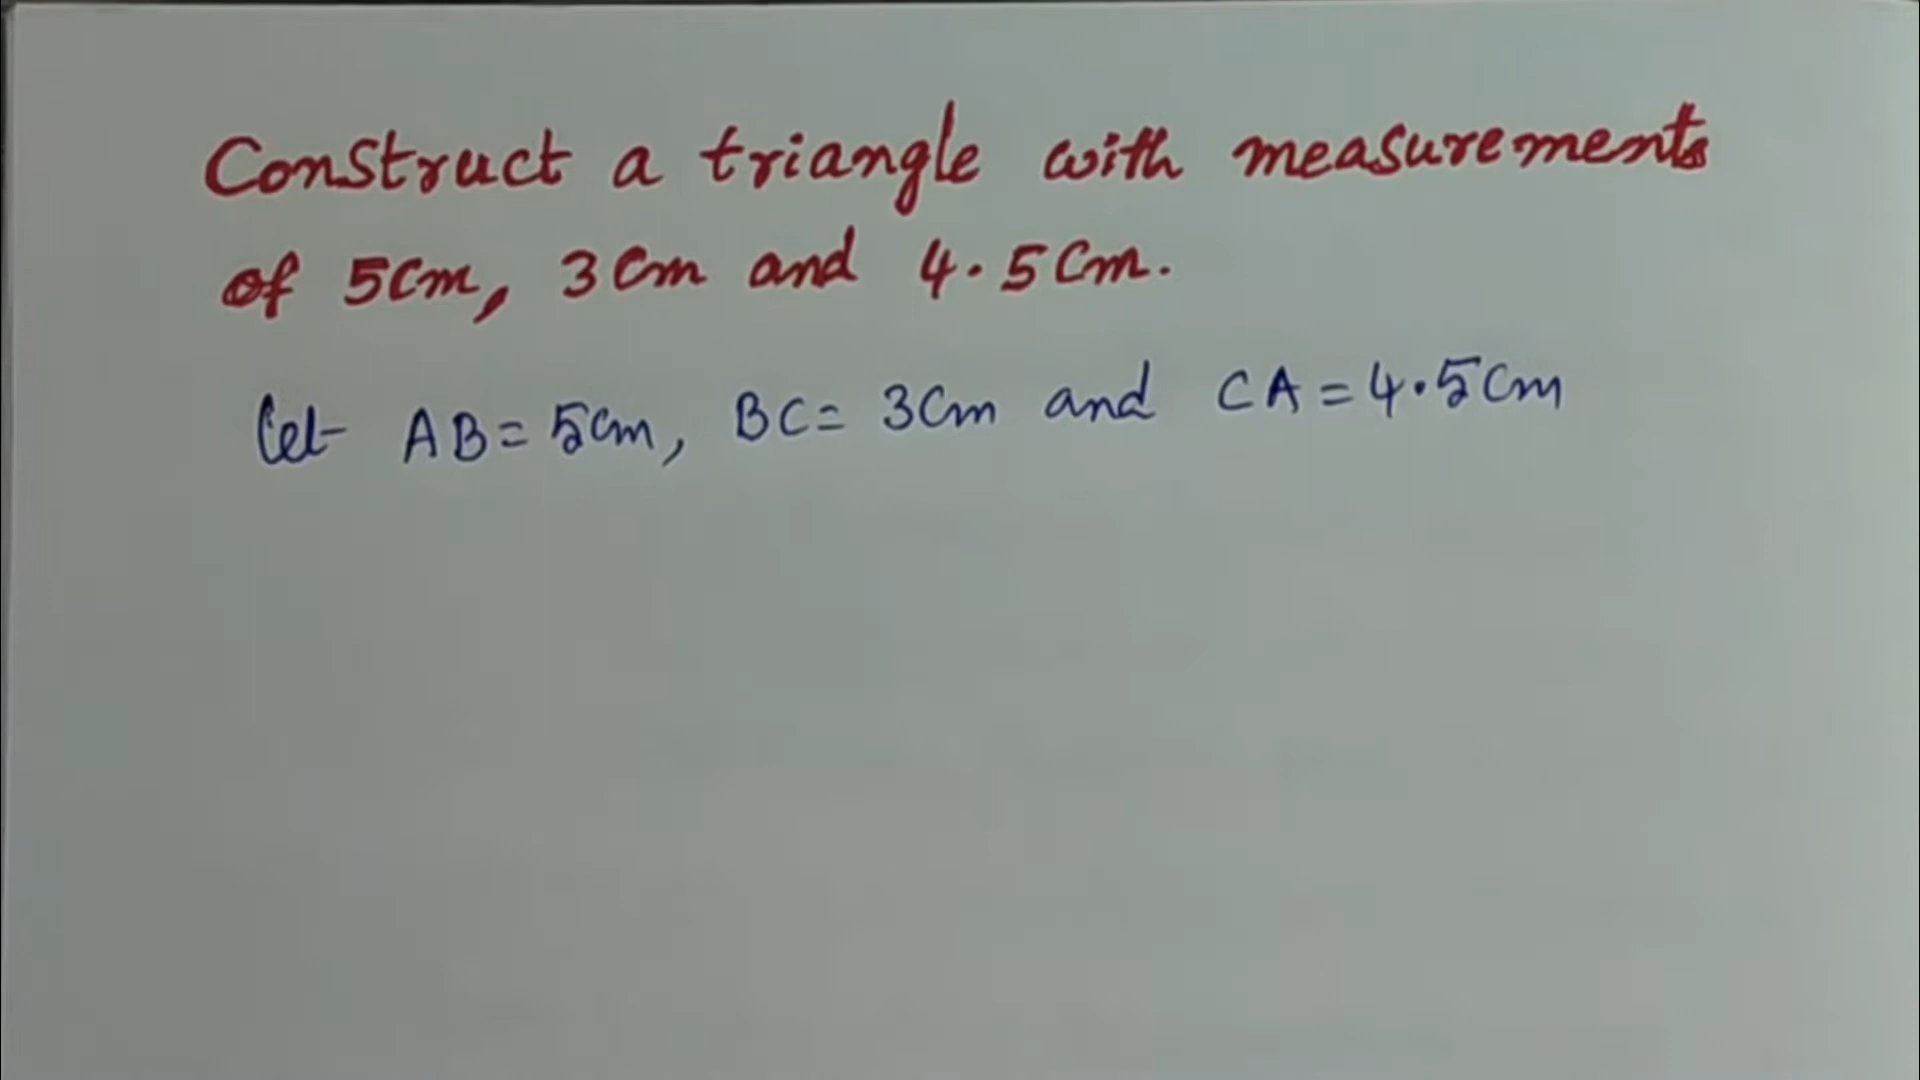 Construct a triangle with measurements
of 5cm, 3cm and 4.5cm.
Let AB = 5cm, BC = 3cm and CA = 4.5cm